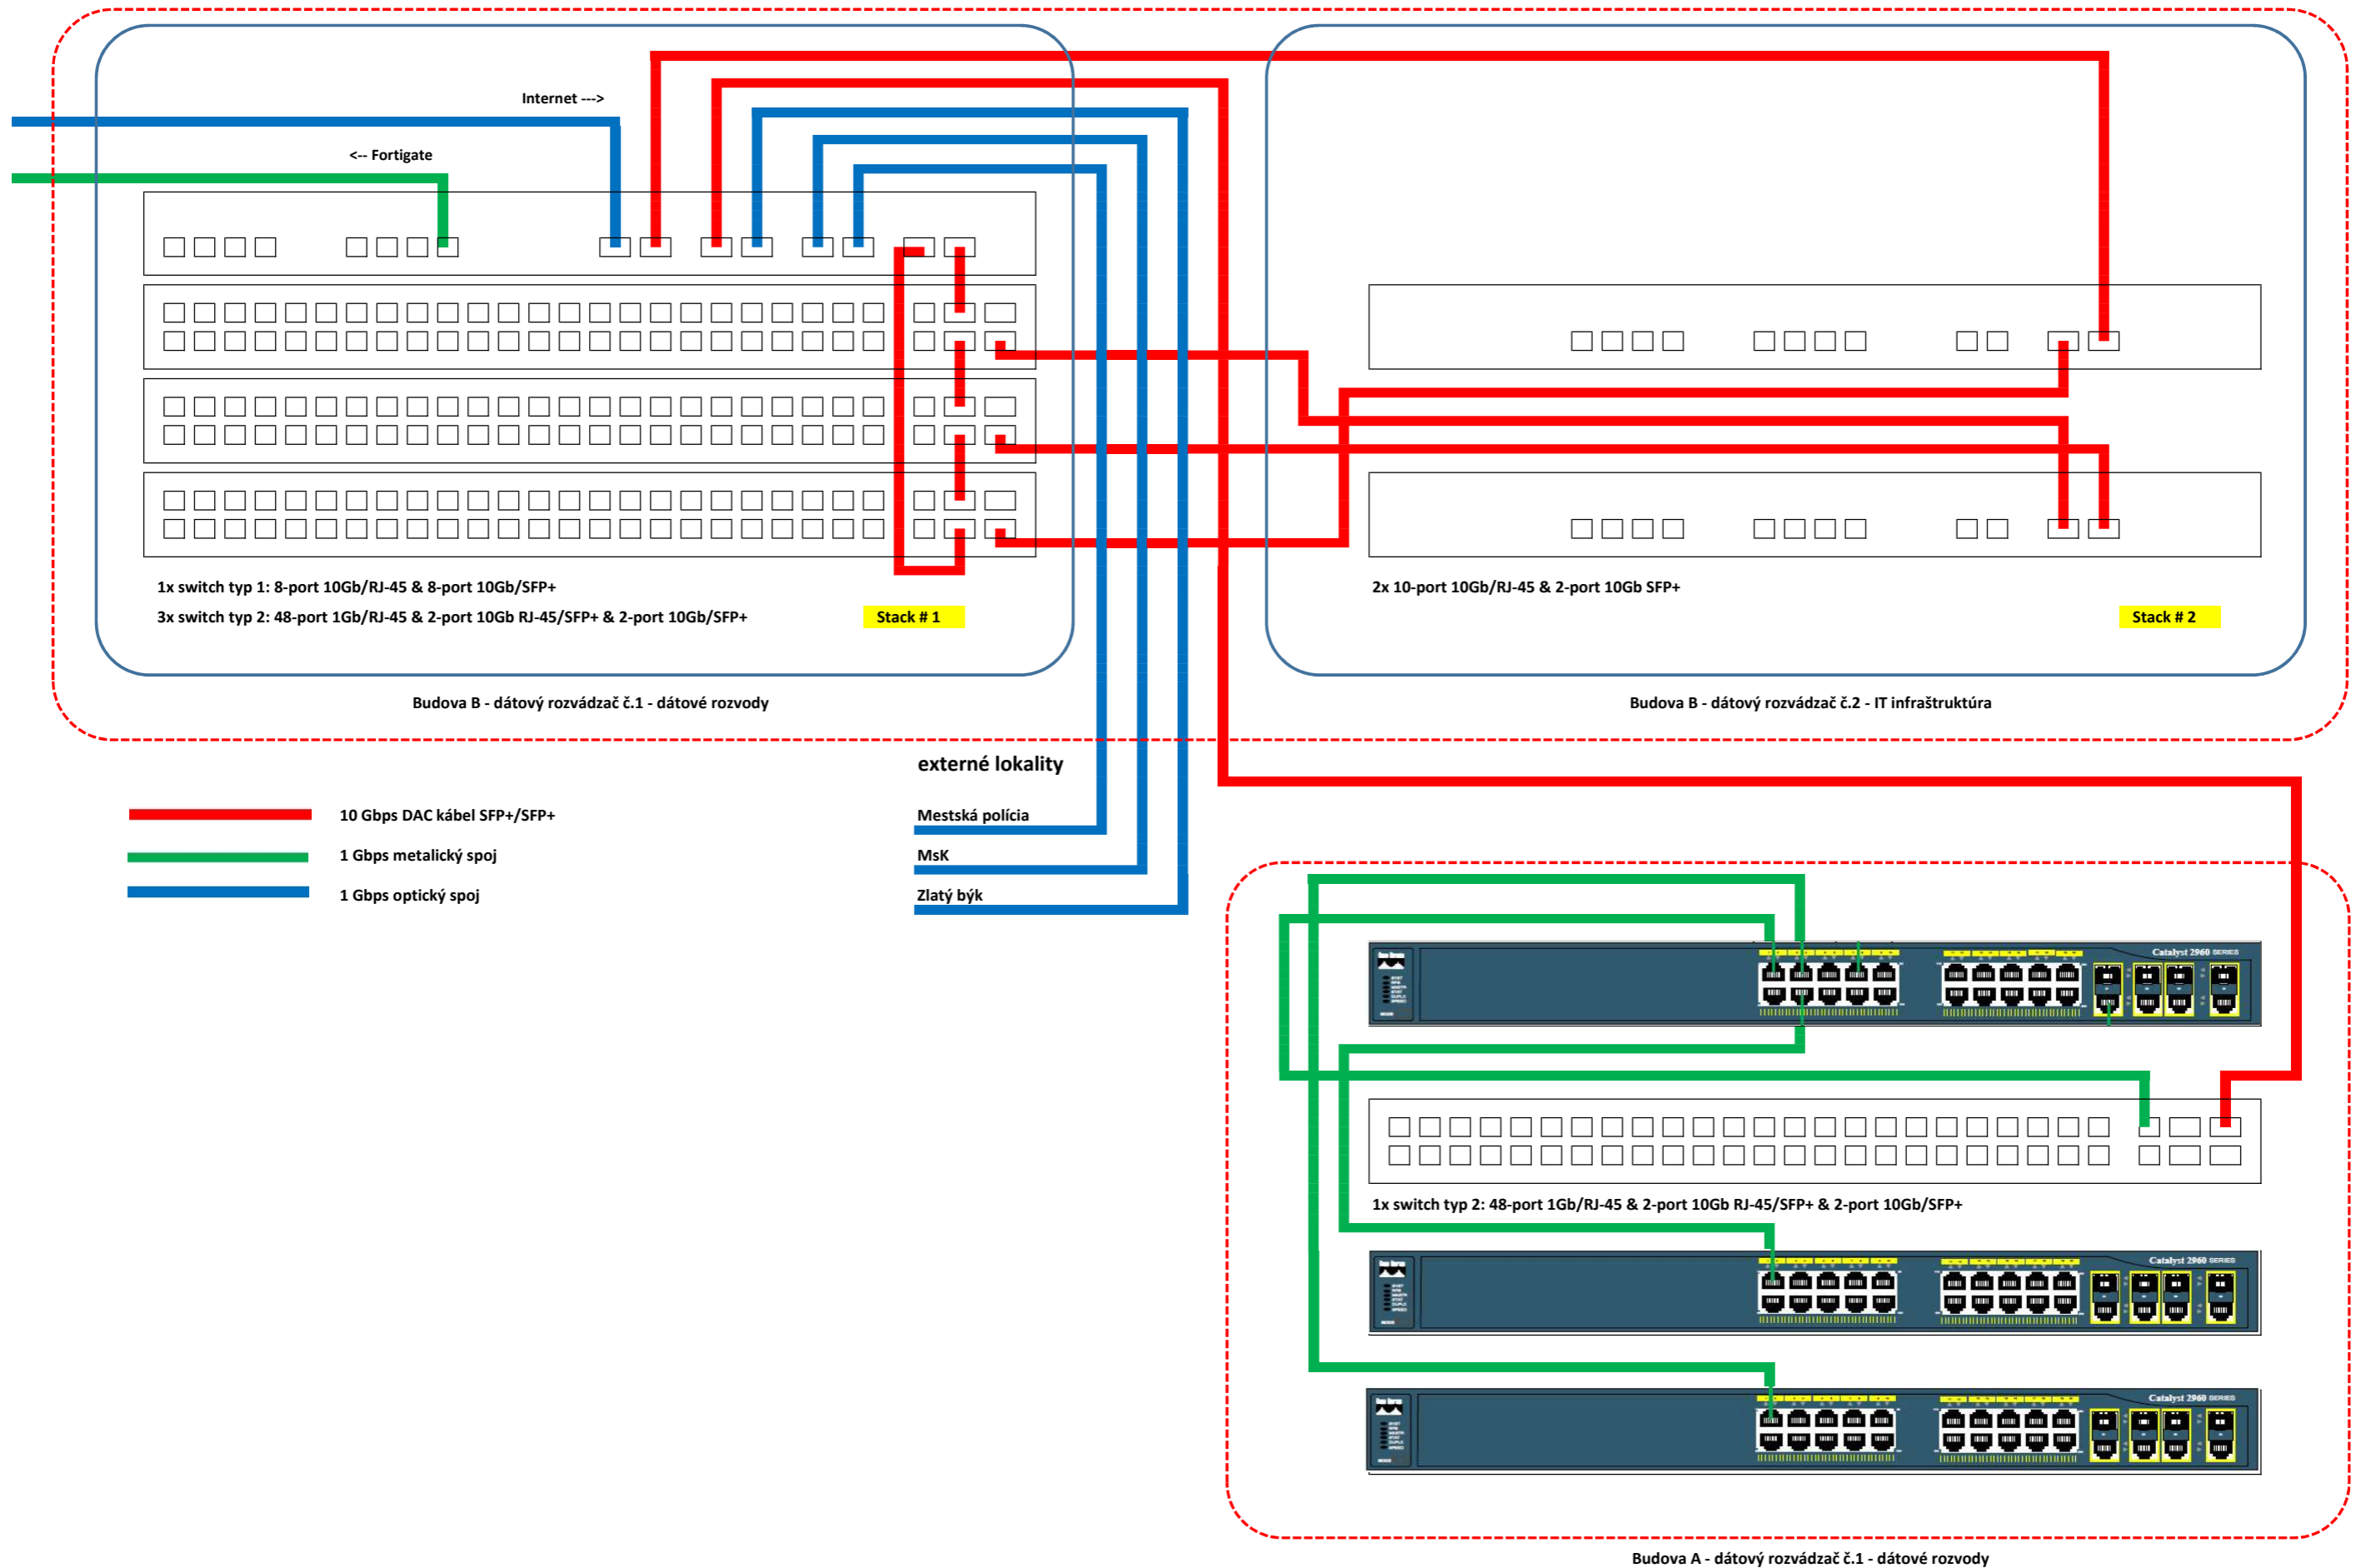 Internet --->
<-- Fortigate
1x switch typ 1: 8-port 10Gb/RJ-45 & 8-port 10Gb/SFP+
3x switch typ 2: 48-port 1Gb/RJ-45 & 2-port 10Gb RJ-45/SFP+ & 2-port 10Gb/SFP+
Stack # 1
2x 10-port 10Gb/RJ-45 & 2-port 10Gb SFP+
Stack # 2
Budova B - dátový rozvádzač č.1 - dátové rozvody
Budova B - dátový rozvádzač č.2 - IT infraštruktúra
externé lokality
10 Gbps DAC kábel SFP+/SFP+
1 Gbps metalický spoj
1 Gbps optický spoj
Mestská polícia
MsK
Zlatý býk
Catalyst 2960 SERIES
1x switch typ 2: 48-port 1Gb/RJ-45 & 2-port 10Gb RJ-45/SFP+ & 2-port 10Gb/SFP+
Catalyst 2960 SERIES
Catalyst 2960 SERIES
Budova A - dátový rozvádzač č.1 - dátové rozvody